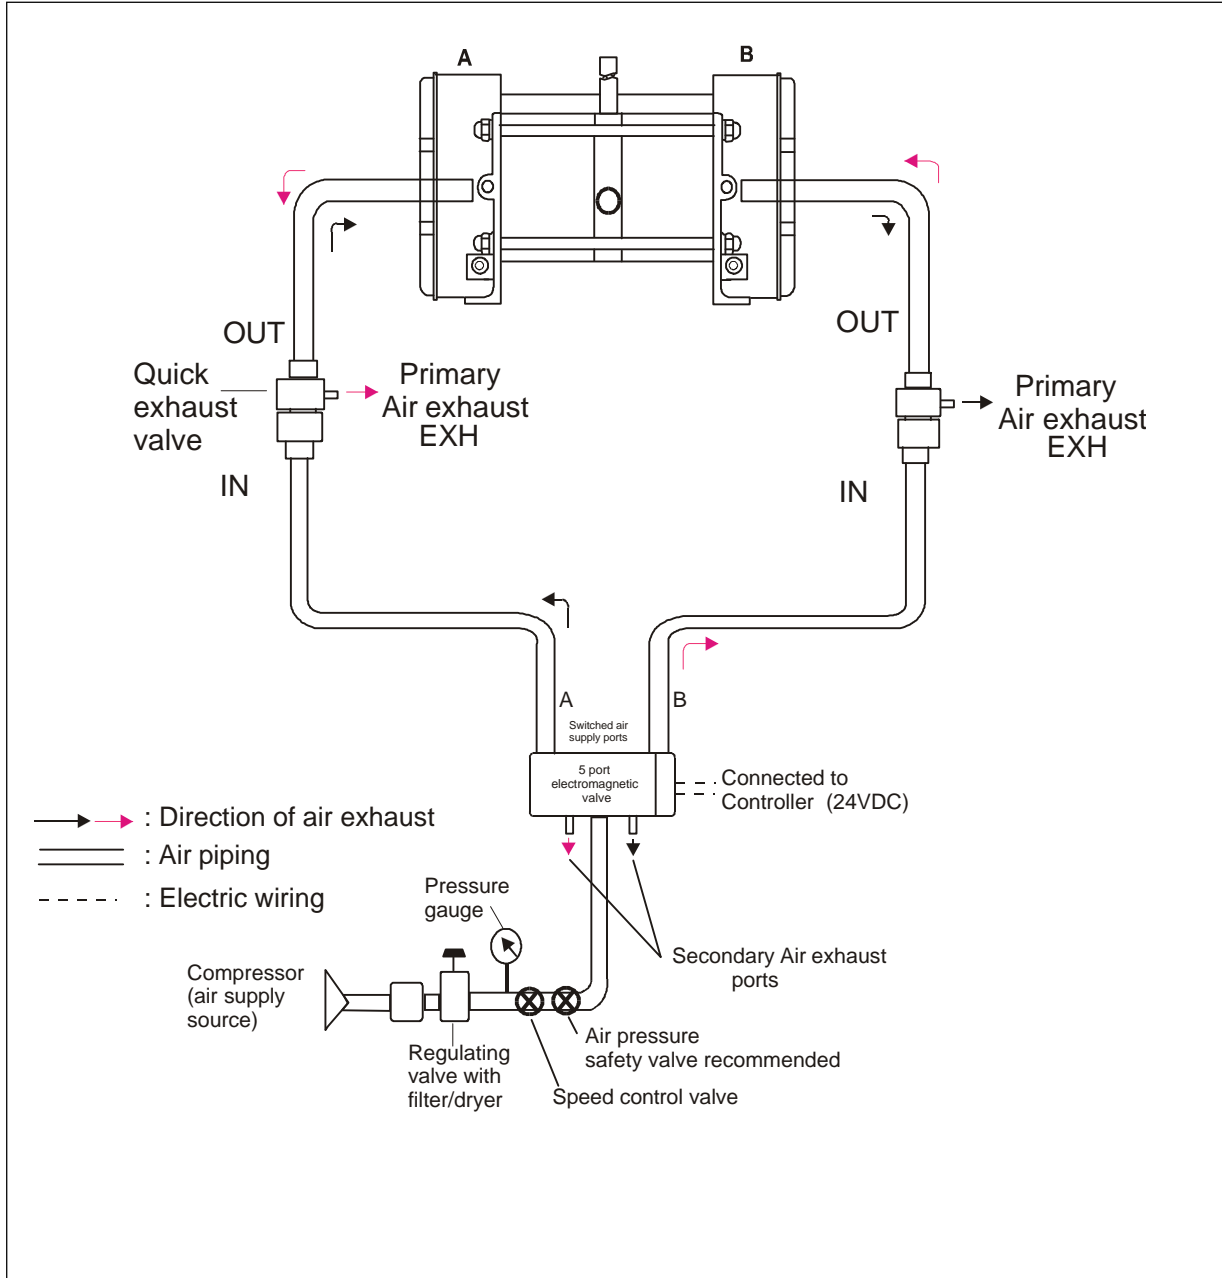 A
B
OUT
OUT
Quick
exhaust
valve
Primary
Air exhaust
EXH
Primary
Air exhaust
EXH
IN
IN
A
B
Switched air
supply ports
5 port
electromagnetic
valve
Connected to
Controller (24VDC)
: Direction of air exhaust
: Air piping
: Electric wiring
Pressure
gauge
Secondary Air exhaust
ports
Compressor
(air supply
source)
Air pressure
safety valve recommended
Regulating
valve with
filter/dryer
Speed control valve